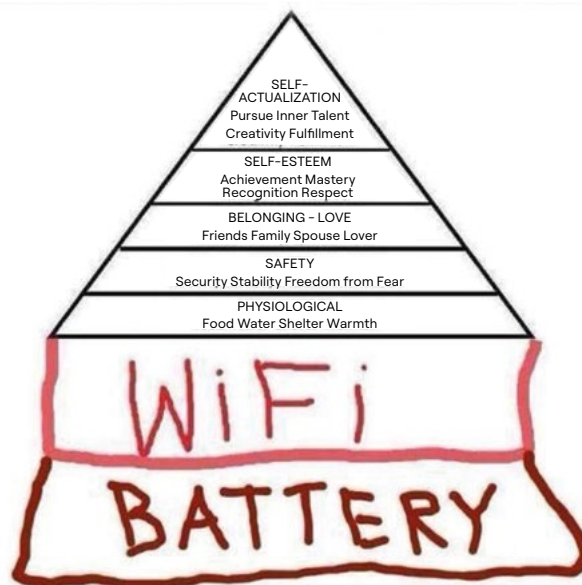 SELF-
ACTUALIZATION
Pursue Inner Talent
Creativity Fulfillment
SELF-ESTEEM
Achievement Mastery
Recognition Respect
BELONGING - LOVE
Friends Family Spouse Lover
SAFETY
Security Stability Freedom from Fear
PHYSIOLOGICAL
Food Water Shelter Warmth
WiFi
BATTERY